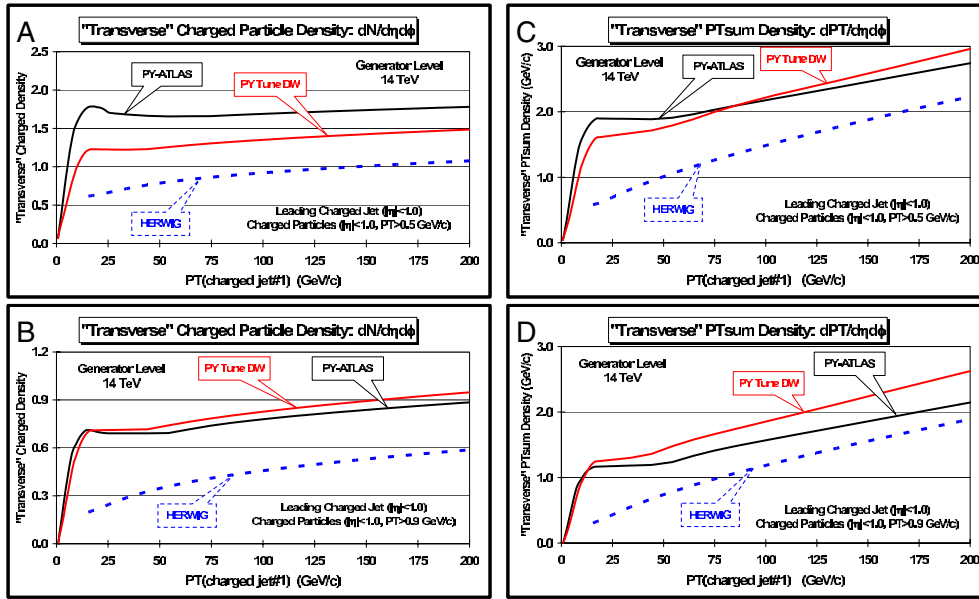 A
"Transverse" Charged Particle Density: dN/dηdϕ
"Transverse" Charged Density
2.5
2.0
1.5
1.0
0.5
0.0
PY-ATLAS
PY Tune DW
Generator Level
14 TeV
HERWIG
Leading Charged Jet (|η|<1.0)
Charged Particles (|η|<1.0, PT>0.5 GeV/c)
0 25 50 75 100 125 150 175 200
PT(charged jet#1) (GeV/c)
C
"Transverse" PTsum Density: dPT/dηdϕ
"Transverse" PTsum Density (GeV/c)
3.0
2.0
1.0
0.0
Generator Level
14 TeV
PY-ATLAS
PY Tune DW
HERWIG
Leading Charged Jet (|η|<1.0)
Charged Particles (|η|<1.0, PT>0.5 GeV/c)
0 25 50 75 100 125 150 175 200
PT(charged jet#1) (GeV/c)
B
"Transverse" Charged Particle Density: dN/dηdϕ
"Transverse" Charged Density
1.2
0.9
0.6
0.3
0.0
Generator Level
14 TeV
PY Tune DW
PY-ATLAS
HERWIG
Leading Charged Jet (|η|<1.0)
Charged Particles (|η|<1.0, PT>0.9 GeV/c)
0 25 50 75 100 125 150 175 200
PT(charged jet#1) (GeV/c)
D
"Transverse" PTsum Density: dPT/dηdϕ
"Transverse" PTsum Density (GeV/c)
3.0
2.0
1.0
0.0
Generator Level
14 TeV
PY Tune DW
PY-ATLAS
HERWIG
Leading Charged Jet (|η|<1.0)
Charged Particles (|η|<1.0, PT>0.9 GeV/c)
0 25 50 75 100 125 150 175 200
PT(charged jet#1) (GeV/c)